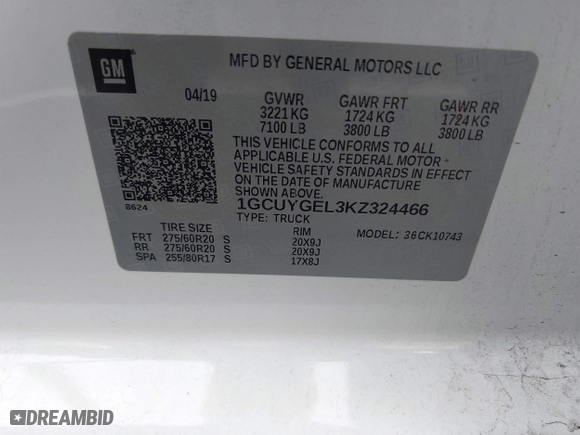 GM
MFD BY GENERAL MOTORS LLC
04/19 GVWR GAWR FRT GAWR RR
3221 KG 1724 KG 1724 KG
7100 LB 3800 LB 3800 LB
THIS VEHICLE CONFORMS TO ALL
APPLICABLE U.S. FEDERAL MOTOR
VEHICLE SAFETY STANDARDS IN EFFECT
ON THE DATE OF MANUFACTURE
SHOWN ABOVE.
1GCUYGEL3KZ324466
8624 TYPE: TRUCK
TIRE SIZE RIM MODEL: 36CK10743
FRT 275/60R20 S 20X9J
RR 275/60R20 S 20X9J
SPA 255/80R17 S 17X8J
DREAMBID